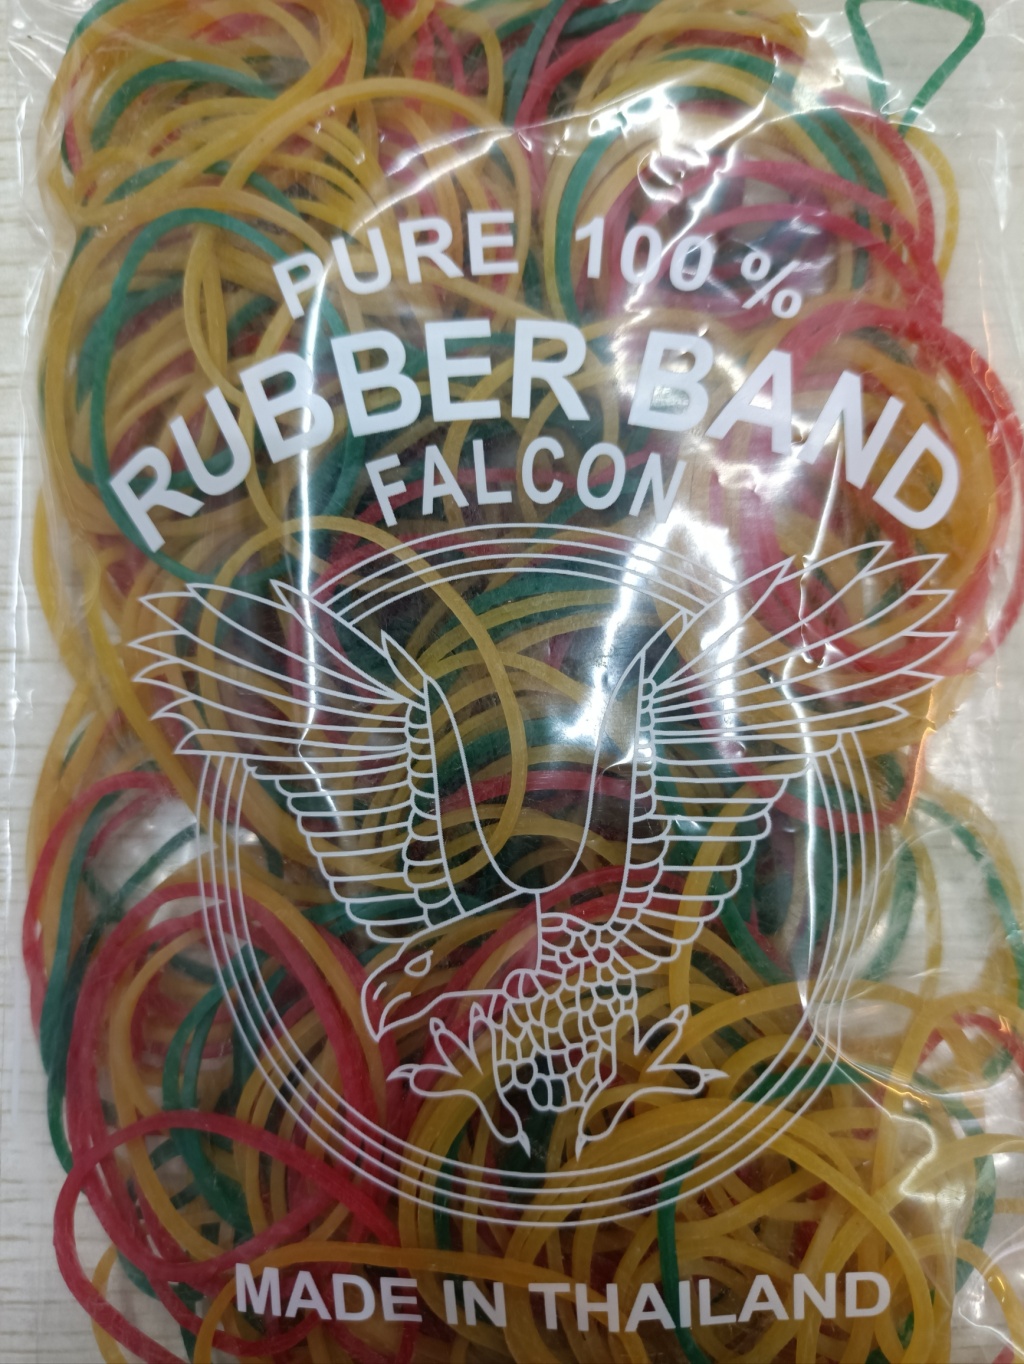 PURE 100 %
RUBBER BAND
FALCON
MADE IN THAILAND